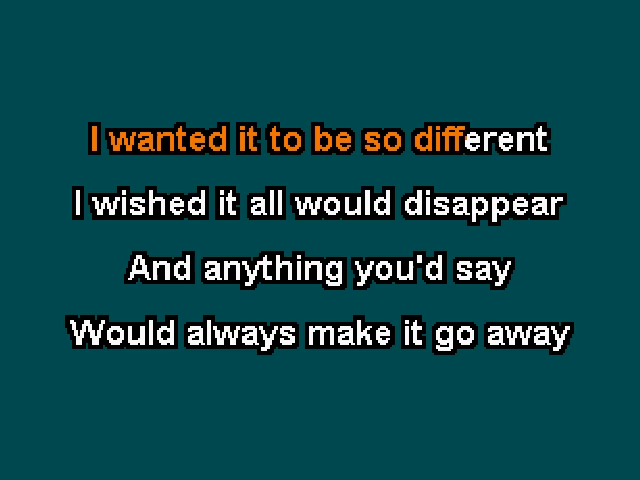 I wanted it to be so different
I wished it all would disappear
And anything you'd say
Would always make it go away